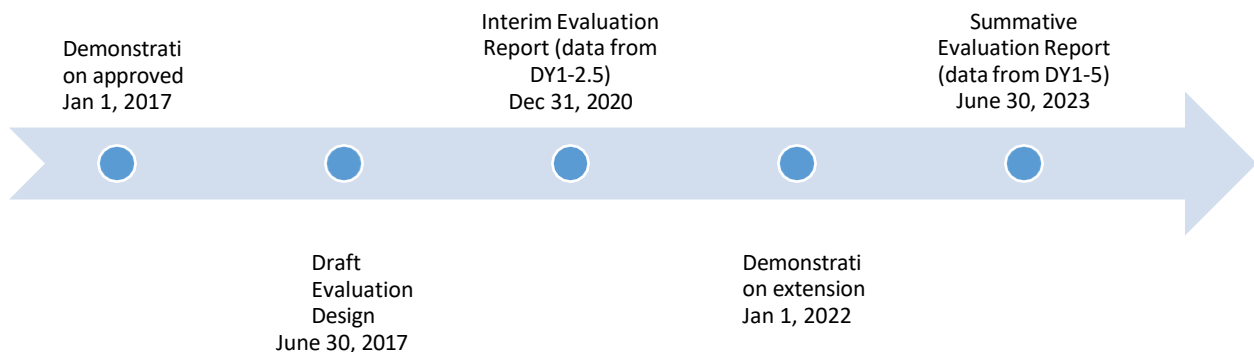 Demonstrati
on approved
Jan 1, 2017
Draft
Evaluation
Design
June 30, 2017
Interim Evaluation
Report (data from
DY1-2.5)
Dec 31, 2020
Demonstrati
on extension
Jan 1, 2022
Summative
Evaluation Report
(data from DY1-5)
June 30, 2023